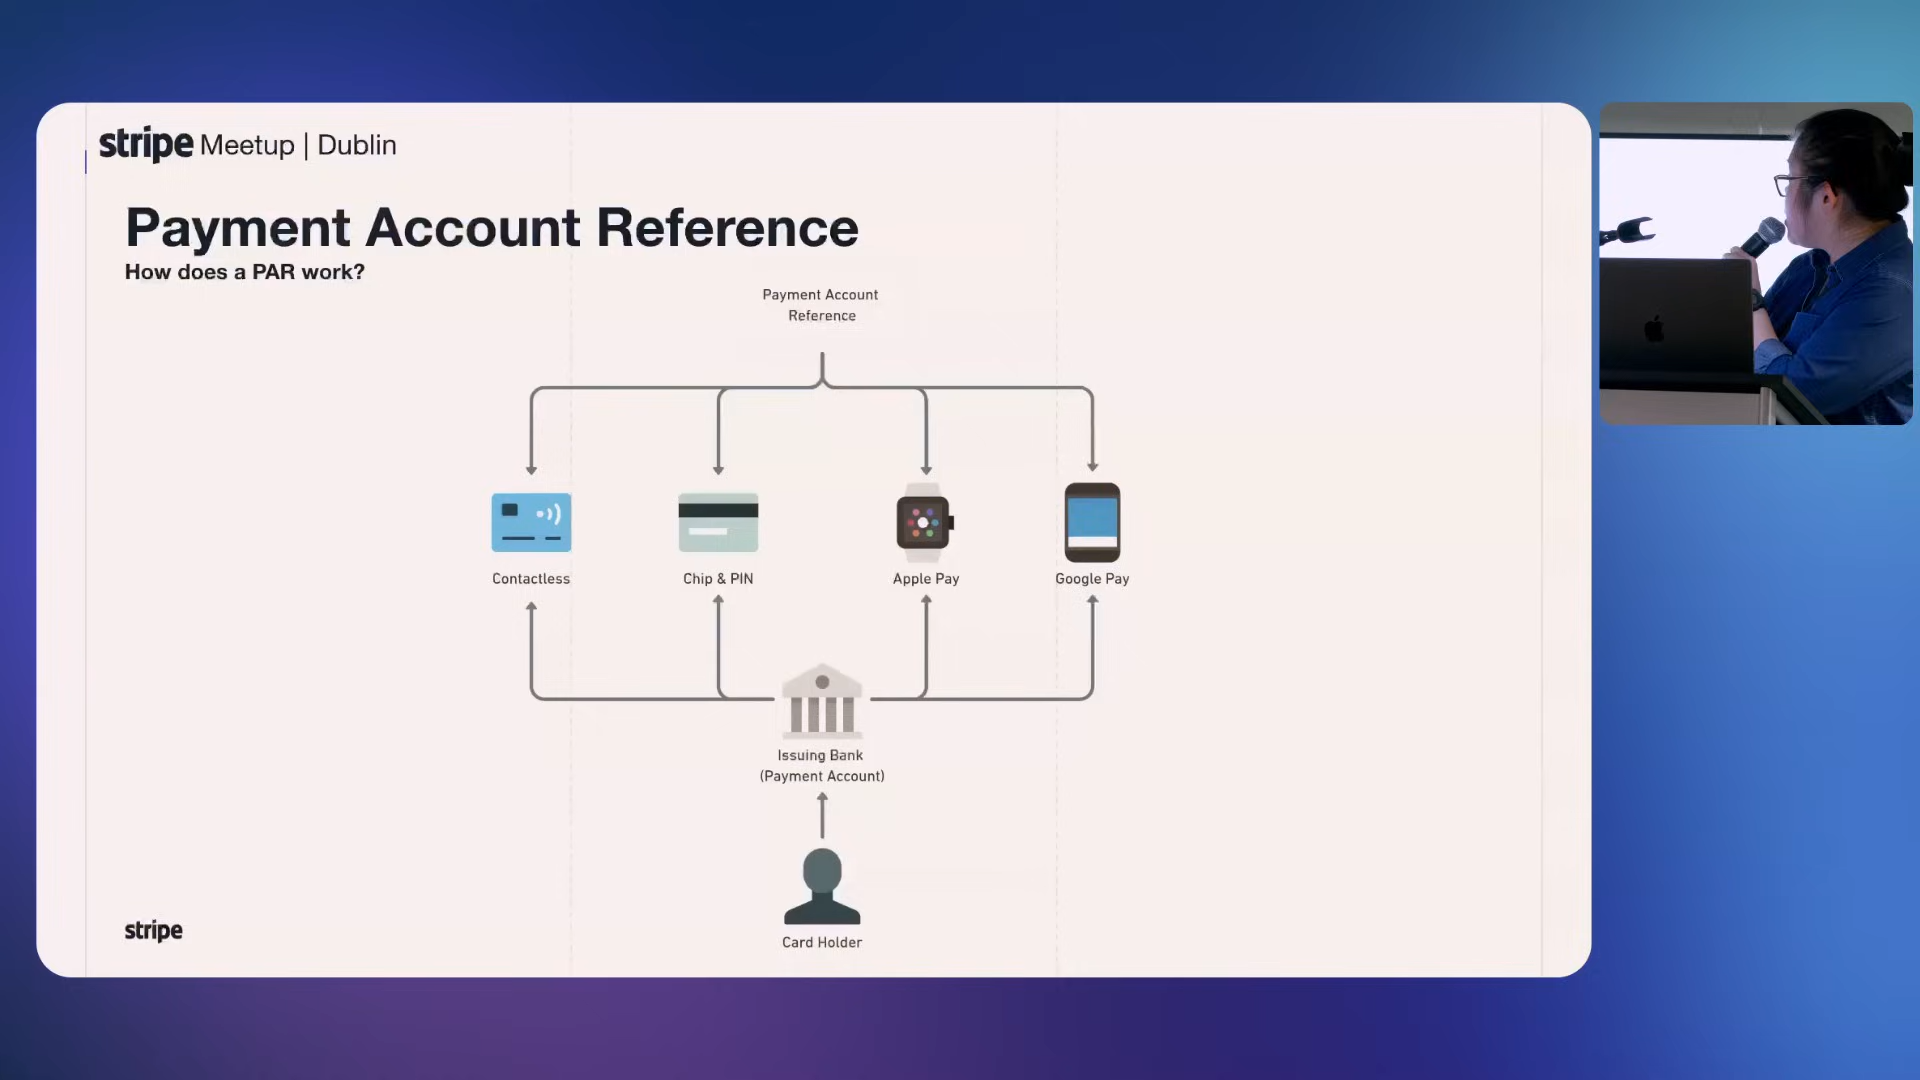 stripe Meetup | Dublin
Payment Account Reference
How does a PAR work?
Payment Account
Reference
Contactless
Chip & PIN
Apple Pay
Google Pay
Issuing Bank
(Payment Account)
Card Holder
stripe